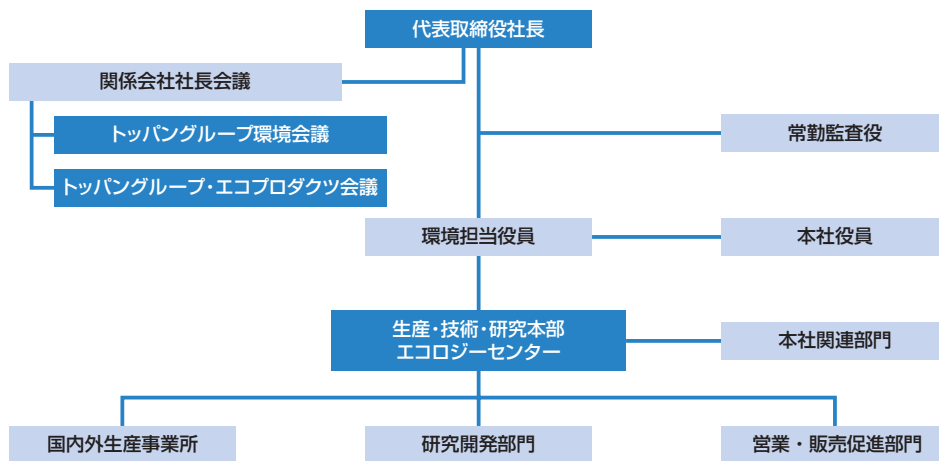 代表取締役社長
関係会社社長会議
トッパングループ環境会議
常勤監査役
トッパングループ・エコプロダクツ会議
環境担当役員
本社役員
生産・技術・研究本部
エコロジーセンター
本社関連部門
国内外生産事業所
研究開発部門
営業・販売促進部門